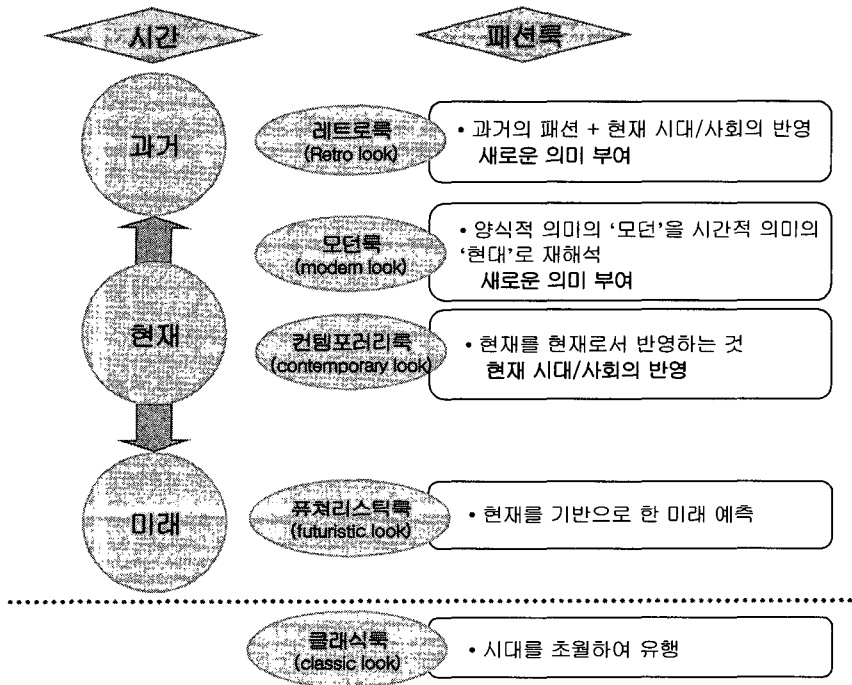 시간
패션룩
과거
레트로룩
(Retro look)
• 과거의 패션 + 현재 시대/사회의 반영
새로운 의미 부여
모던룩
(modern look)
• 양식적 의미의 ‘모던’을 시간적 의미의
‘현대’로 재해석
새로운 의미 부여
현재
컨템포러리룩
(contemporary look)
• 현재를 현재로서 반영하는 것
현재 시대/사회의 반영
미래
퓨쳐리스틱룩
(futuristic look)
• 현재를 기반으로 한 미래 예측
클래식룩
(classic look)
• 시대를 초월하여 유행